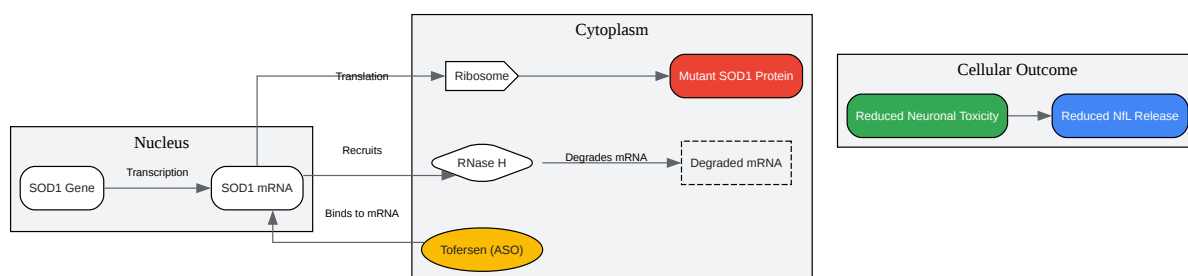 Cytoplasm
Translation
Ribosome
Mutant SOD1 Protein
Cellular Outcome
Reduced Neuronal Toxicity
Reduced NfL Release
Nucleus
SOD1 Gene
Transcription
SOD1 mRNA
Recruits
RNase H
Degrades mRNA
Degraded mRNA
Binds to mRNA
Tofersen (ASO)